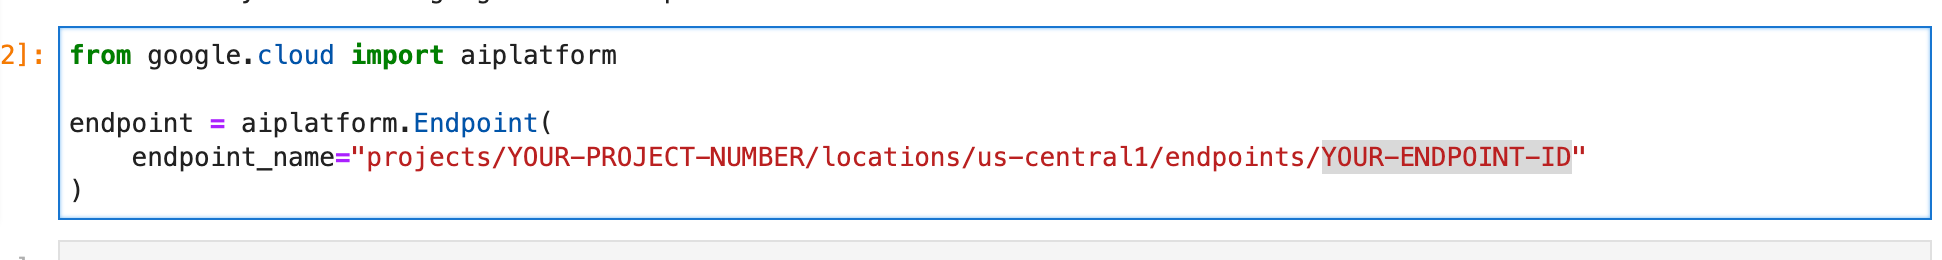 2]:
from google.cloud import aiplatform
endpoint = aiplatform.Endpoint(
    endpoint_name="projects/YOUR-PROJECT-NUMBER/locations/us-central1/endpoints/YOUR-ENDPOINT-ID"
)